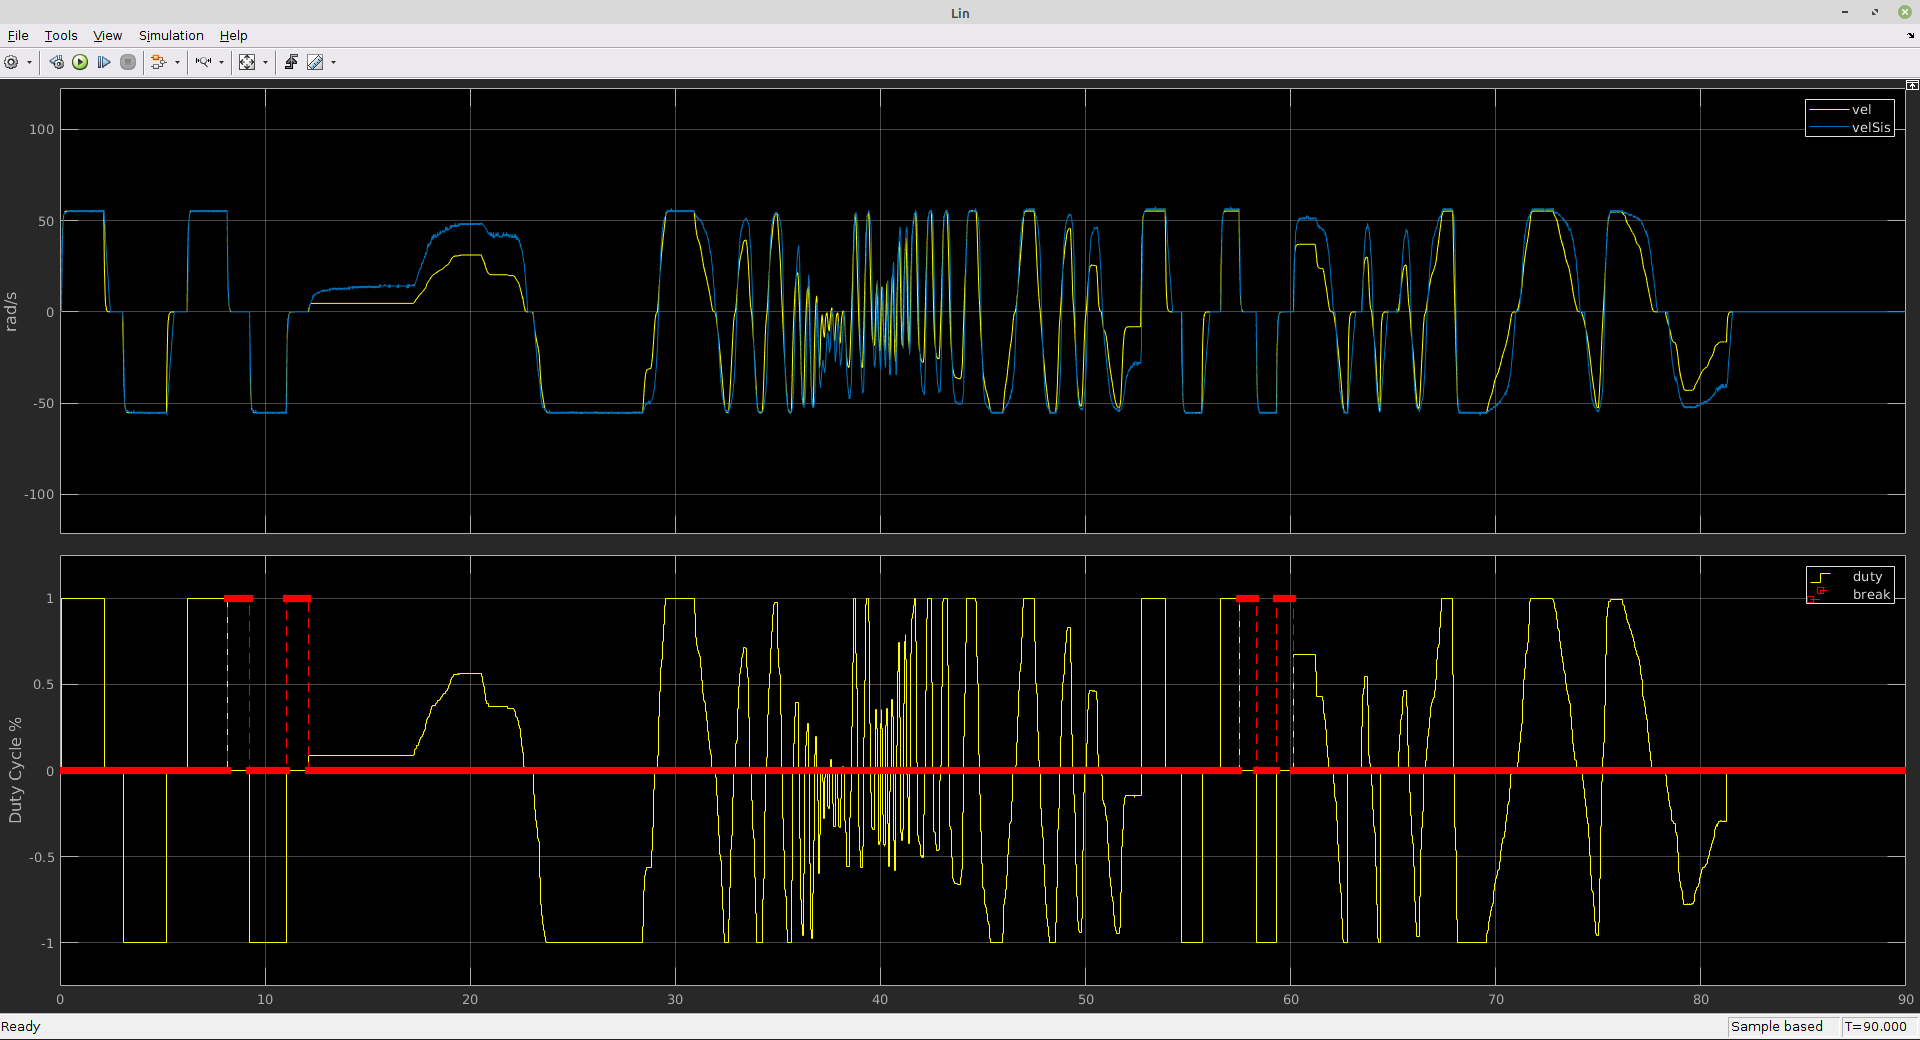 Lin
File Tools View Simulation Help
100
50
0
-50
-100
rad/s
vel
velSis
1
0.5
0
-0.5
-1
Duty Cycle %
duty
break
0 10 20 30 40 50 60 70 80 90
Ready
Sample based T=90.000